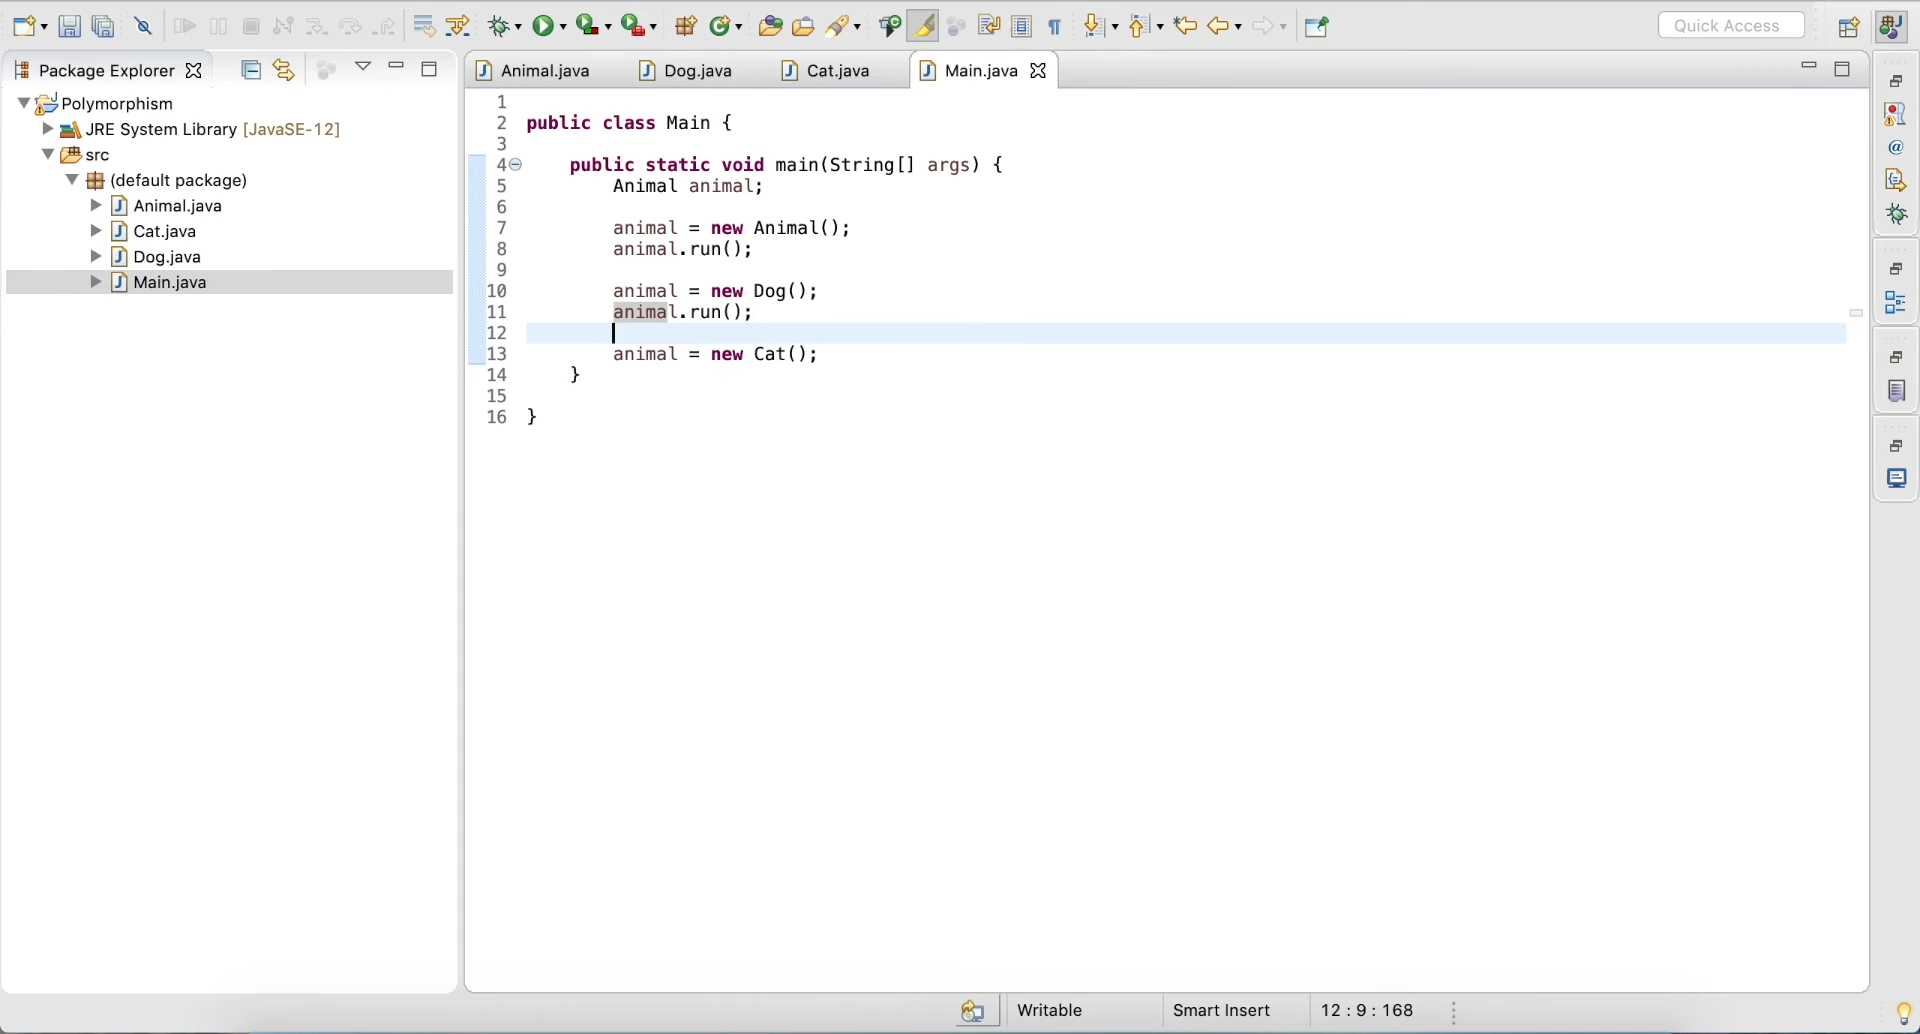 Quick Access
Package Explorer
Animal.java
Dog.java
Cat.java
Main.java
Polymorphism
JRE System Library [JavaSE-12]
src
(default package)
Animal.java
Cat.java
Dog.java
Main.java
1
2 public class Main {
3
4 public static void main(String[] args) {
5 Animal animal;
6
7 animal = new Animal();
8 animal.run();
9
10 animal = new Dog();
11 animal.run();
12
13 animal = new Cat();
14 }
15
16 }
Writable
Smart Insert
12 : 9 : 168